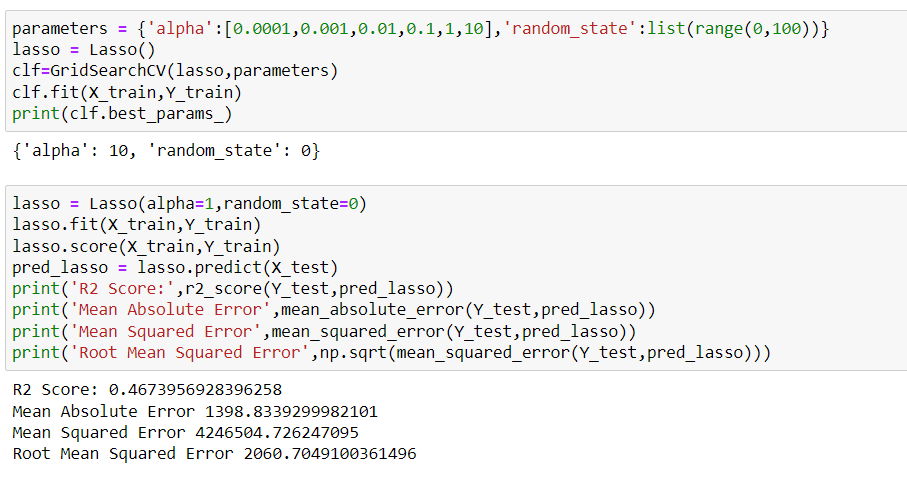 parameters = {'alpha':[0.0001,0.001,0.01,0.1,1,10],'random_state':list(range(0,100))}
lasso = Lasso()
clf=GridSearchCV(lasso,parameters)
clf.fit(X_train,Y_train)
print(clf.best_params_)
{'alpha': 10, 'random_state': 0}
lasso = Lasso(alpha=1,random_state=0)
lasso.fit(X_train,Y_train)
lasso.score(X_train,Y_train)
pred_lasso = lasso.predict(X_test)
print('R2 Score:',r2_score(Y_test,pred_lasso))
print('Mean Absolute Error',mean_absolute_error(Y_test,pred_lasso))
print('Mean Squared Error',mean_squared_error(Y_test,pred_lasso))
print('Root Mean Squared Error',np.sqrt(mean_squared_error(Y_test,pred_lasso)))
R2 Score: 0.4673956928396258
Mean Absolute Error 1398.8339299982101
Mean Squared Error 4246504.726247095
Root Mean Squared Error 2060.7049100361496